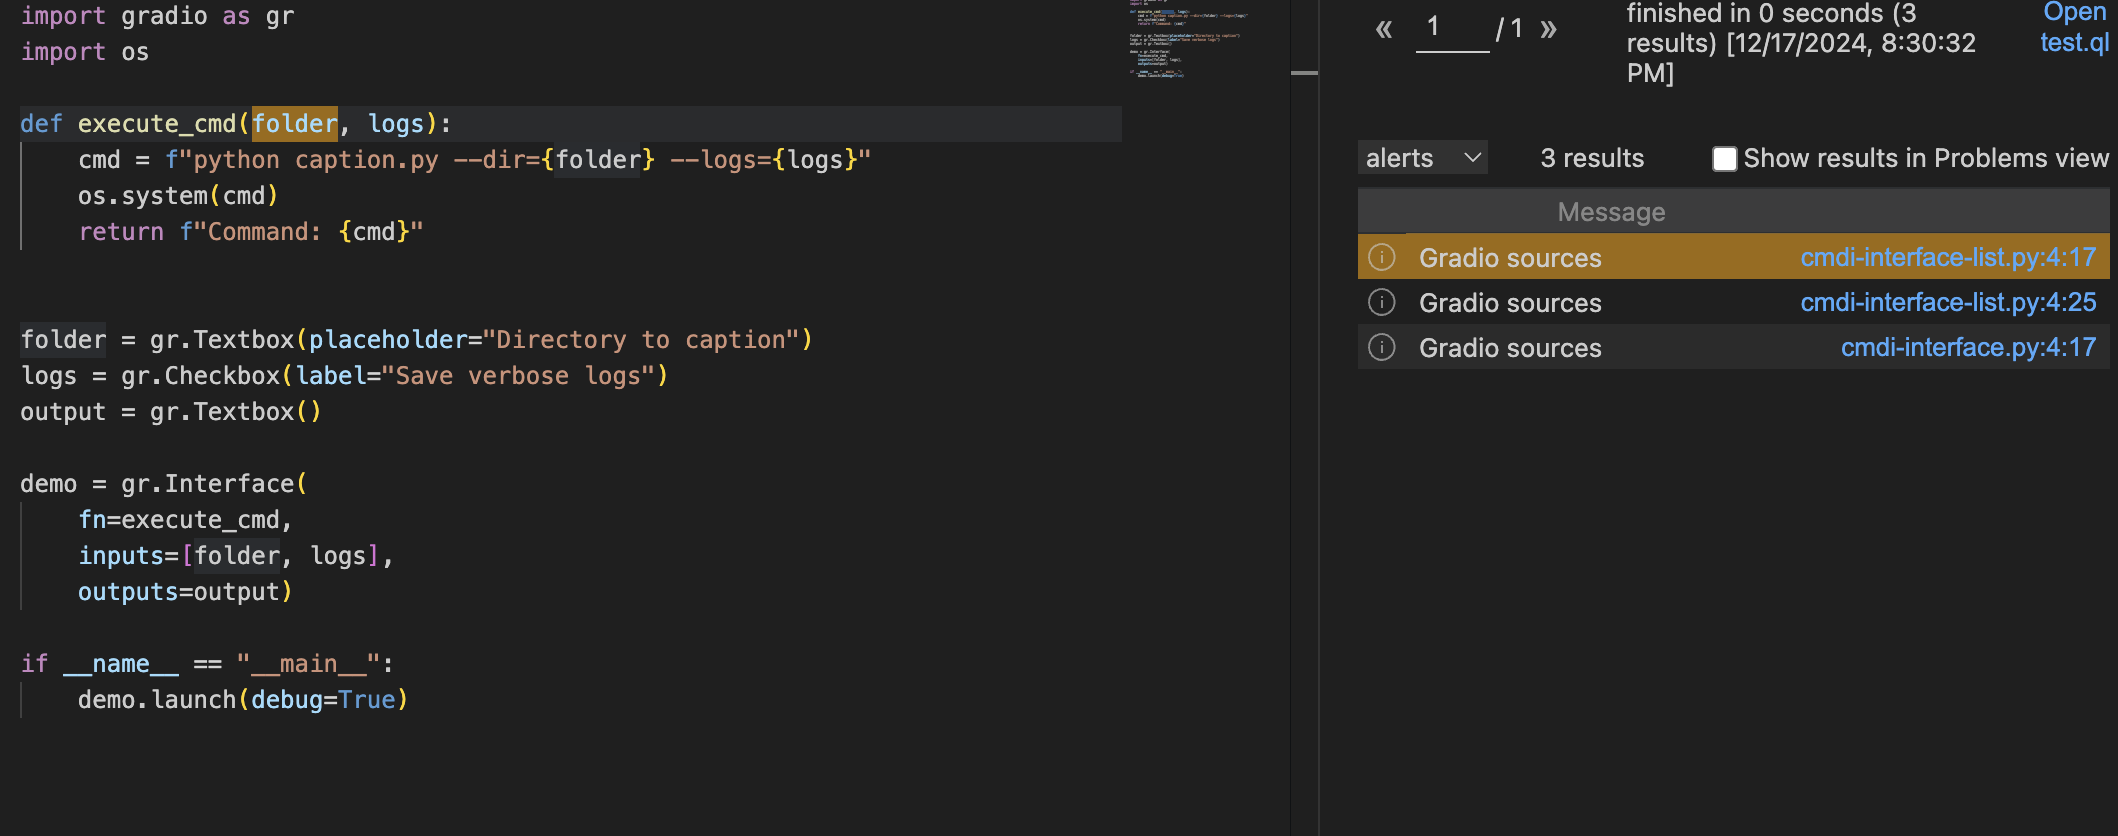 import gradio as gr
import os
def execute_cmd(folder, logs):
    cmd = f"python caption.py --dir={folder} --logs={logs}"
    os.system(cmd)
    return f"Command: {cmd}"
folder = gr.Textbox(placeholder="Directory to caption")
logs = gr.Checkbox(label="Save verbose logs")
output = gr.Textbox()
demo = gr.Interface(
    fn=execute_cmd,
    inputs=[folder, logs],
    outputs=output)
if __name__ == "__main__":
    demo.launch(debug=True)
« 1 / 1 »
finished in 0 seconds (3
results) [12/17/2024, 8:30:32
PM]
Open
test.ql
alerts 3 results Show results in Problems view
Message
Gradio sources cmdi-interface-list.py:4:17
Gradio sources cmdi-interface-list.py:4:25
Gradio sources cmdi-interface.py:4:17